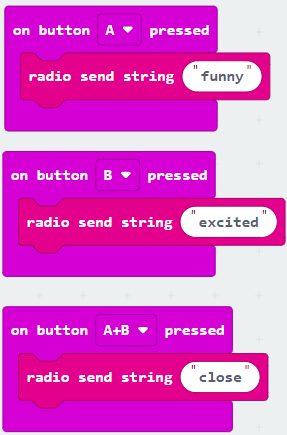 on button A pressed
radio send string "funny"
on button B pressed
radio send string "excited"
on button A+B pressed
radio send string "close"